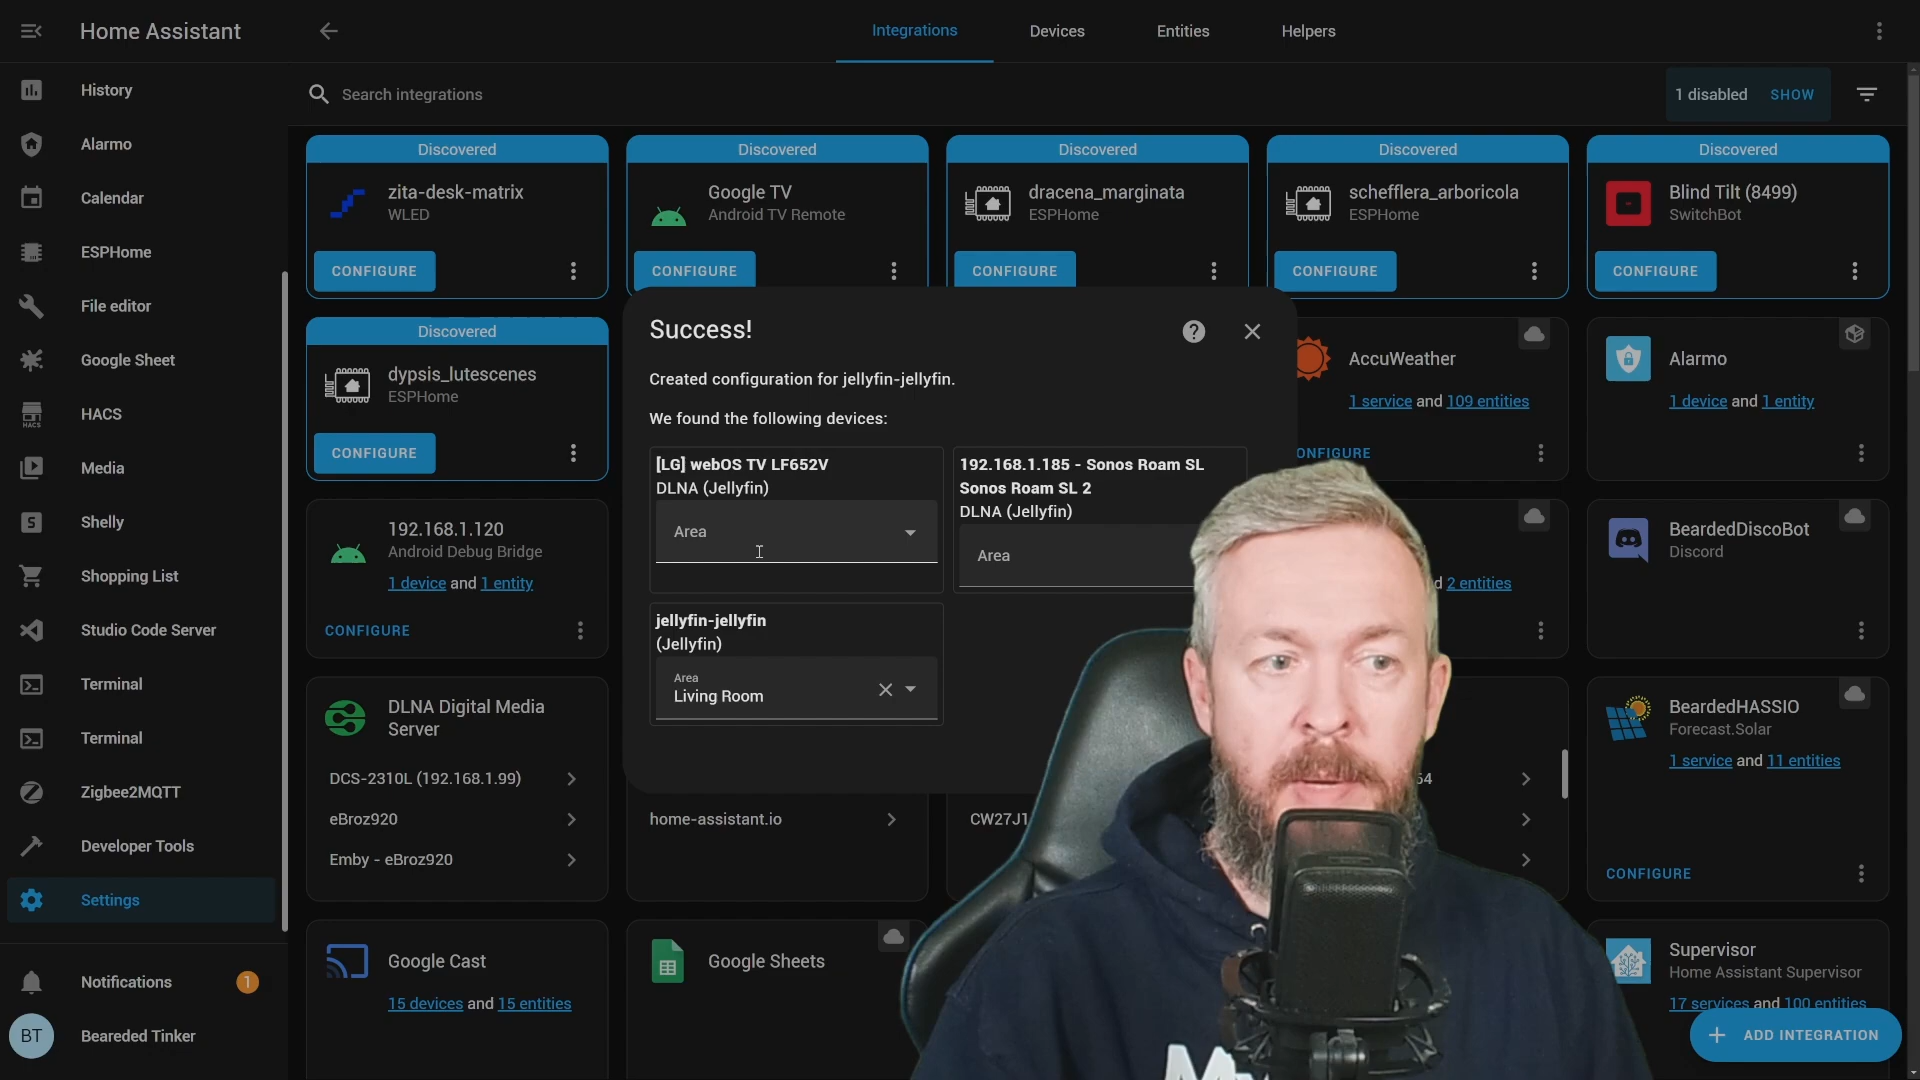 Home Assistant
Integrations
Devices
Entities
Helpers
Search integrations
1 disabled SHOW
History
Alarmo
Calendar
ESPHome
File editor
Google Sheet
HACS
HACS
Media
Shelly
S
Shopping List
Studio Code Server
Terminal
Terminal
Zigbee2MQTT
Developer Tools
Settings
Notifications 1
BT Beareded Tinker
Discovered
zita-desk-matrix
WLED
CONFIGURE
Discovered
Google TV
Android TV Remote
CONFIGURE
Discovered
dracena_marginata
ESPHome
CONFIGURE
Discovered
schefflera_arboricola
ESPHome
CONFIGURE
Discovered
Blind Tilt (8499)
SwitchBot
CONFIGURE
Discovered
dypsis_lutescenes
ESPHome
CONFIGURE
Success!
Created configuration for jellyfin-jellyfin.
We found the following devices:
[LG] webOS TV LF652V
DLNA (Jellyfin)
Area
192.168.1.185 - Sonos Roam SL
Sonos Roam SL 2
DLNA (Jellyfin)
Area
jellyfin-jellyfin
(Jellyfin)
Area
Living Room
AccuWeather
1 service and 109 entities
ONFIGURE
Alarmo
1 device and 1 entity
192.168.1.120
Android Debug Bridge
1 device and 1 entity
CONFIGURE
d 2 entities
BeardedDiscoBot
Discord
DLNA Digital Media
Server
DCS-2310L (192.168.1.99)
eBroz920
Emby - eBroz920
home-assistant.io
CW27J1
54
BeardedHASSIO
Forecast.Solar
1 service and 11 entities
CONFIGURE
Google Cast
15 devices and 15 entities
Google Sheets
Supervisor
Home Assistant Supervisor
17 services and 100 entities
ADD INTEGRATION